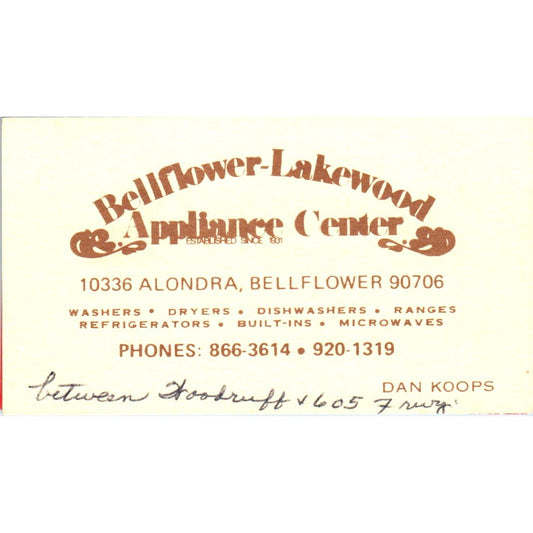 Bellflower-Lakewood
Appliance Center
ESTABLISHED SINCE 1931
10336 ALONDRA, BELLFLOWER 90706
WASHERS • DRYERS • DISHWASHERS • RANGES
REFRIGERATORS • BUILT-INS • MICROWAVES
PHONES: 866-3614 • 920-1319
DAN KOOPS
between Woodruff & 605 Frwy.